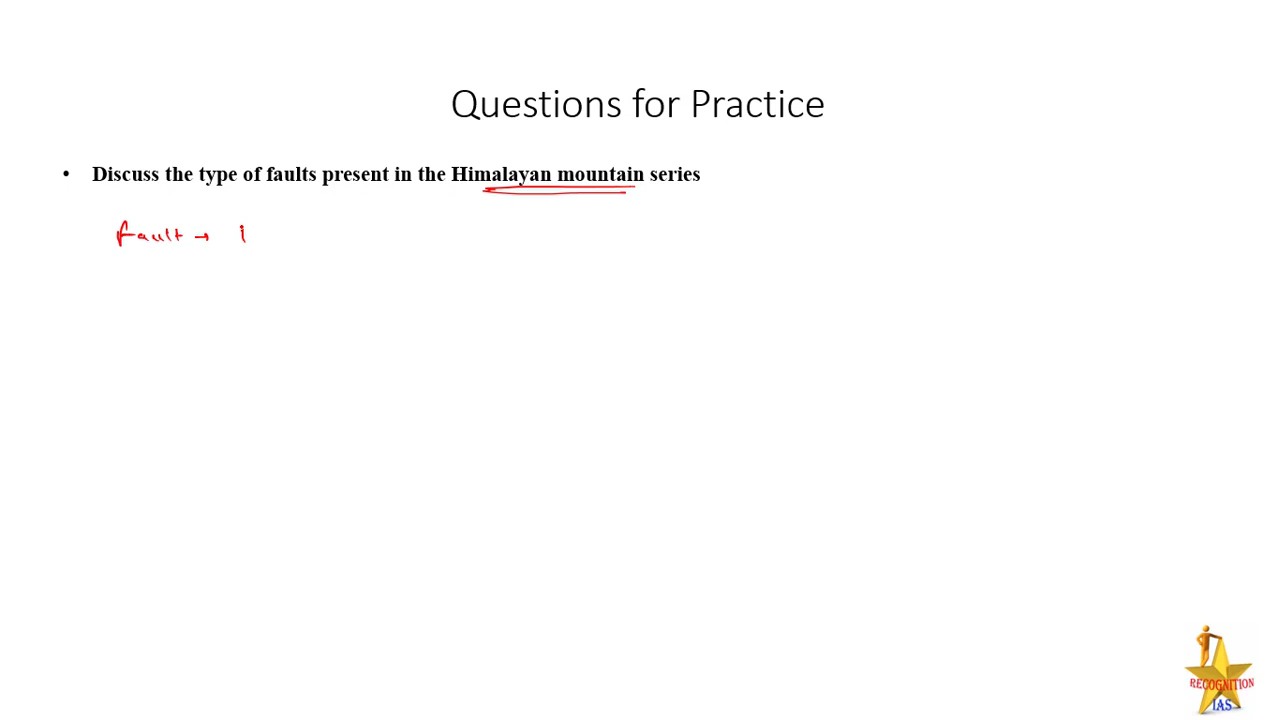 Questions for Practice
• Discuss the type of faults present in the Himalayan mountain series
fault → i
RECOGNITION
IAS